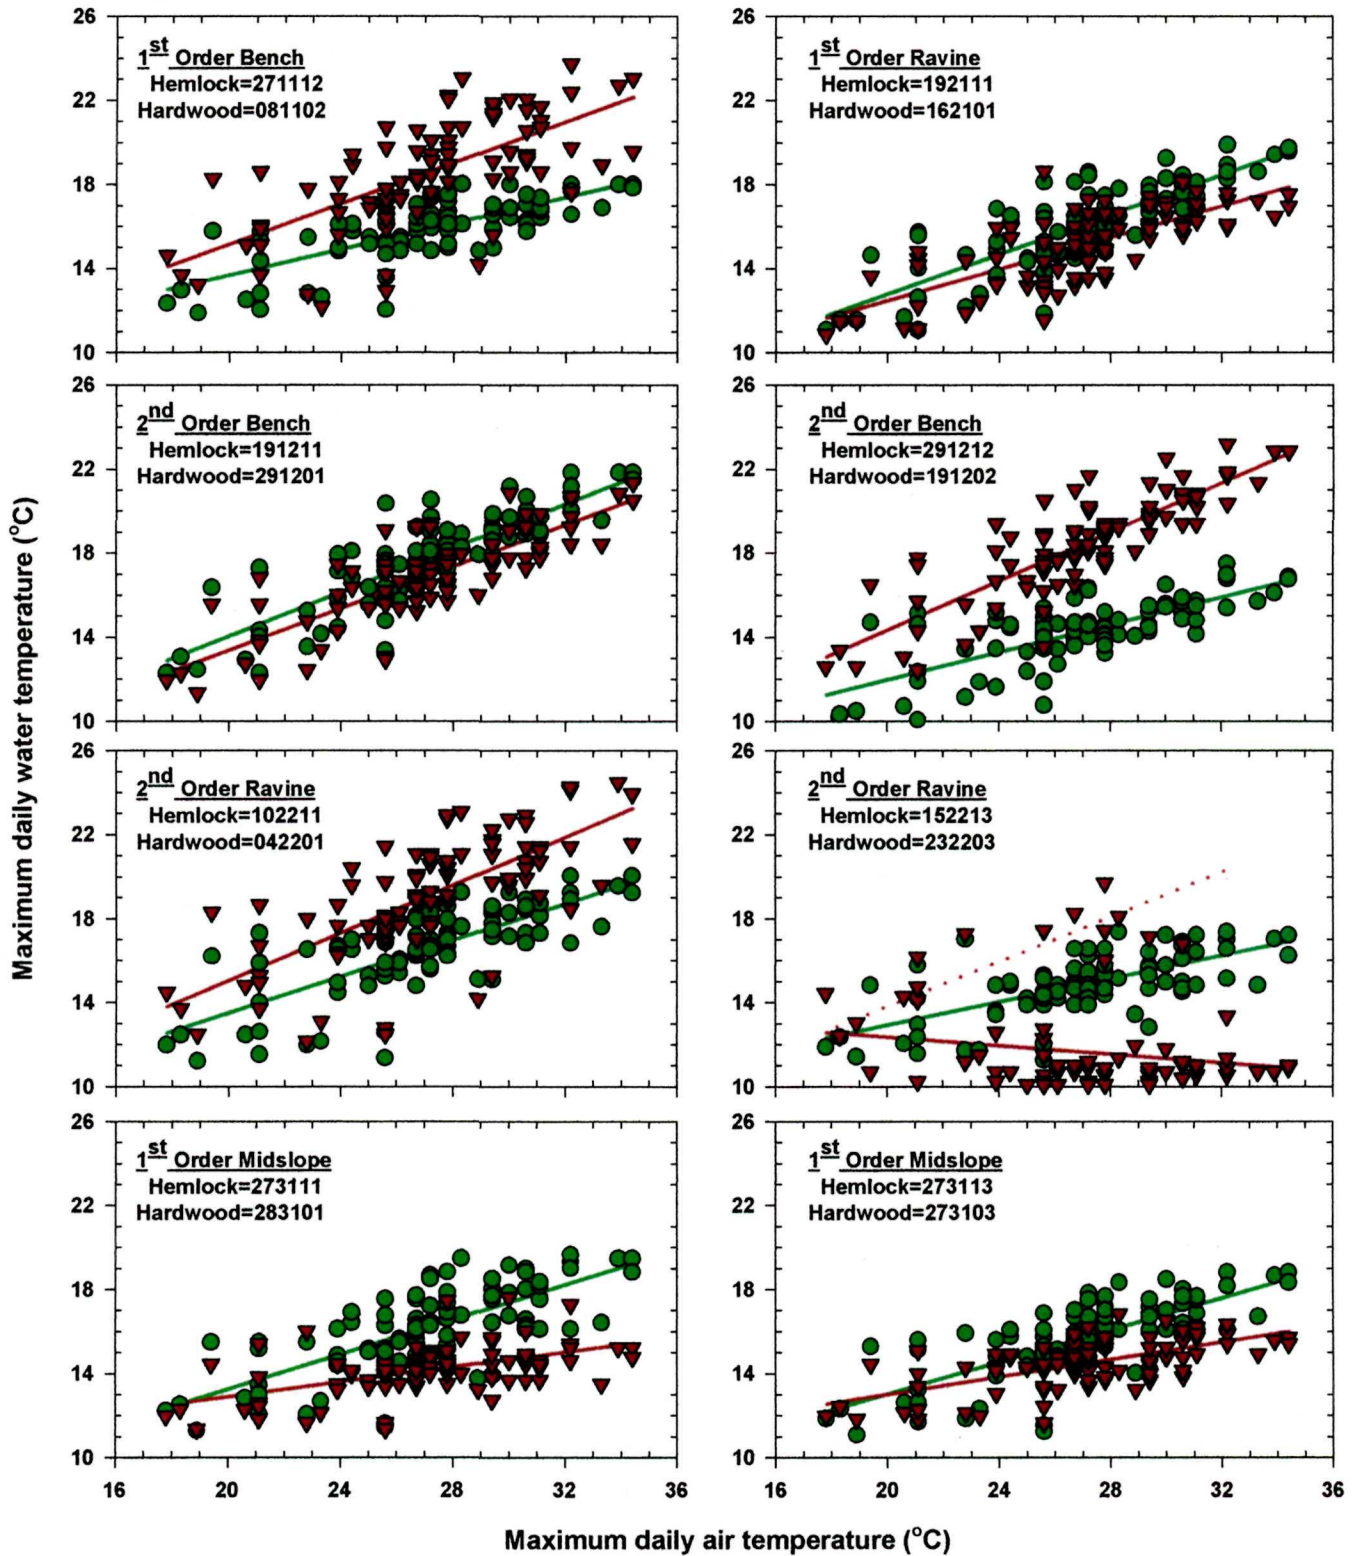 1st Order Bench
Hemlock=271112
Hardwood=081102
26
22
18
14
10
1st Order Ravine
Hemlock=192111
Hardwood=162101
26
22
18
14
10
2nd Order Bench
Hemlock=191211
Hardwood=291201
26
22
18
14
10
2nd Order Bench
Hemlock=291212
Hardwood=191202
26
22
18
14
10
Maximum daily water temperature (°C)
2nd Order Ravine
Hemlock=102211
Hardwood=042201
26
22
18
14
10
2nd Order Ravine
Hemlock=152213
Hardwood=232203
26
22
18
14
10
1st Order Midslope
Hemlock=273111
Hardwood=283101
26
22
18
14
10
16 20 24 28 32 36
1st Order Midslope
Hemlock=273113
Hardwood=273103
26
22
18
14
10
16 20 24 28 32 36
Maximum daily air temperature (°C)